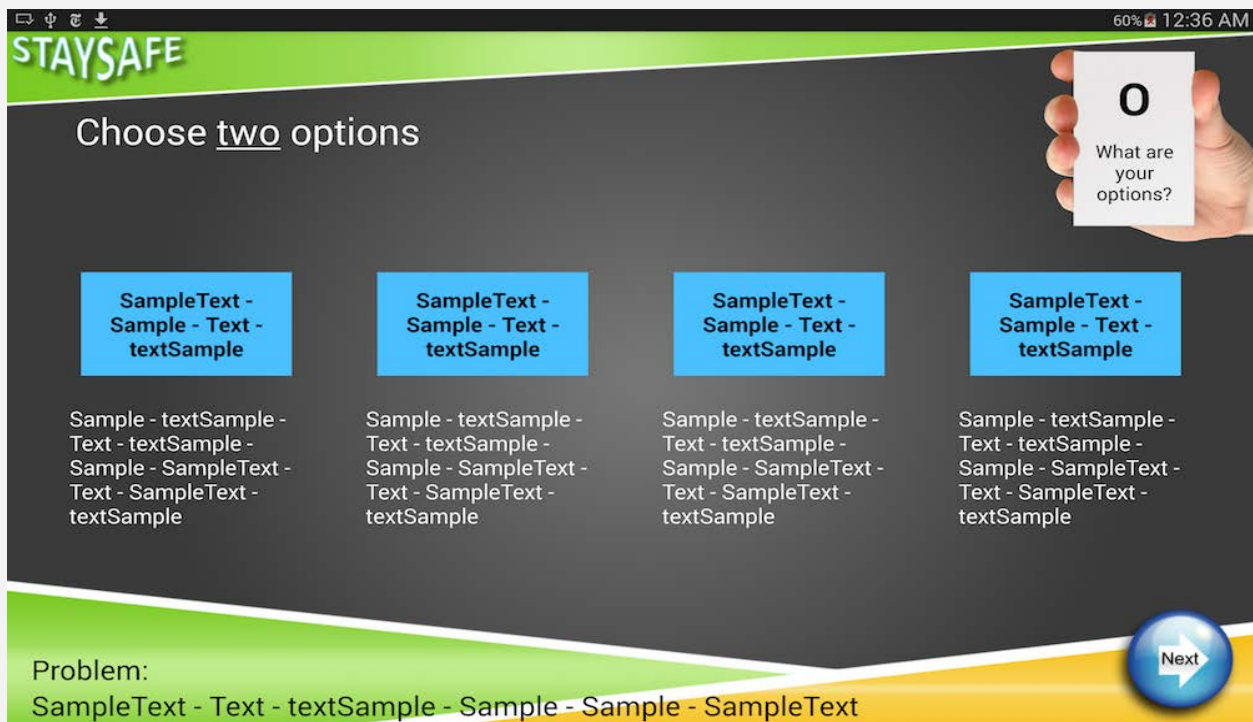 60% 12:36 AM
STAYSAFE
Choose two options
O
What are
your
options?
SampleText -
Sample - Text -
textSample
SampleText -
Sample - Text -
textSample
SampleText -
Sample - Text -
textSample
SampleText -
Sample - Text -
textSample
Sample - textSample -
Text - textSample -
Sample - SampleText -
Text - SampleText -
textSample
Sample - textSample -
Text - textSample -
Sample - SampleText -
Text - SampleText -
textSample
Sample - textSample -
Text - textSample -
Sample - SampleText -
Text - SampleText -
textSample
Sample - textSample -
Text - textSample -
Sample - SampleText -
Text - SampleText -
textSample
Next
Problem:
SampleText - Text - textSample - Sample - Sample - SampleText